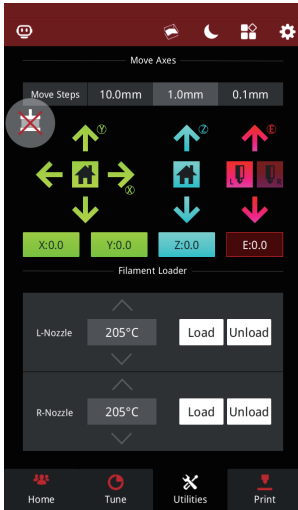 Move Axes
Move Steps 10.0mm 1.0mm 0.1mm
Y Z E
X
L R
X:0.0 Y:0.0 Z:0.0 E:0.0
Filament Loader
L-Nozzle 205°C Load Unload
R-Nozzle 205°C Load Unload
Home Tune Utilities Print